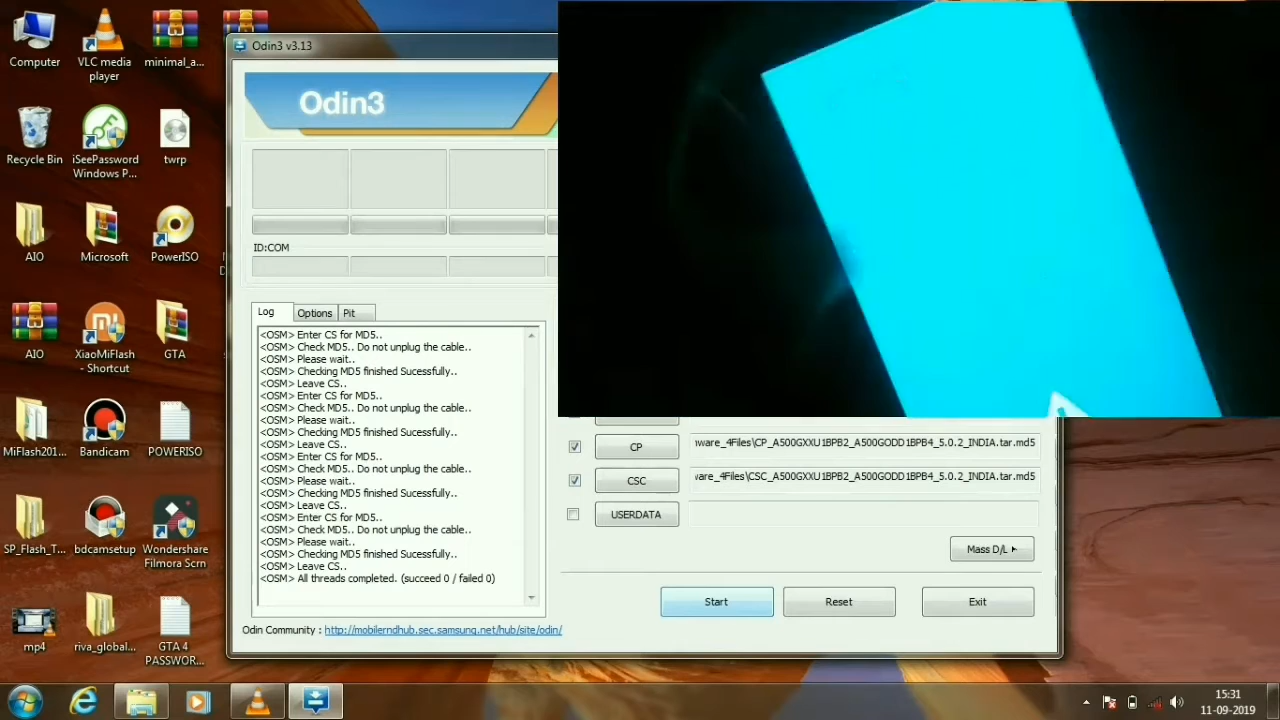 Computer
VLC media
player
minimal_a...
Recycle Bin
iSeePassword
Windows P...
twrp
AIO
Microsoft
PowerISO
AIO
XiaoMiFlash
- Shortcut
GTA
MiFlash201...
Bandicam
POWERISO
SP_Flash_T...
bdcamsetup
Wondershare
Filmora Scrn
mp4
riva_global...
GTA 4
PASSWOR...
Odin3 v3.13
Odin3
ID:COM
Log
Options
Pit
<OSM> Enter CS for MD5..
<OSM> Check MD5.. Do not unplug the cable..
<OSM> Please wait..
<OSM> Checking MD5 finished Sucessfully..
<OSM> Leave CS..
<OSM> Enter CS for MD5..
<OSM> Check MD5.. Do not unplug the cable..
<OSM> Please wait..
<OSM> Checking MD5 finished Sucessfully..
<OSM> Leave CS..
<OSM> Enter CS for MD5..
<OSM> Check MD5.. Do not unplug the cable..
<OSM> Please wait..
<OSM> Checking MD5 finished Sucessfully..
<OSM> Leave CS..
<OSM> Enter CS for MD5..
<OSM> Check MD5.. Do not unplug the cable..
<OSM> Please wait..
<OSM> Checking MD5 finished Sucessfully..
<OSM> Leave CS..
<OSM> All threads completed. (succeed 0 / failed 0)
Odin Community : http://mobilerndhub.sec.samsung.net/hub/site/odin/
CP
ware_4Files\CP_A500GXXU1BPB2_A500GODD1BPB4_5.0.2_INDIA.tar.md5
CSC
ware_4Files\CSC_A500GXXU1BPB2_A500GODD1BPB4_5.0.2_INDIA.tar.md5
USERDATA
Mass D/L
Start
Reset
Exit
15:31
11-09-2019